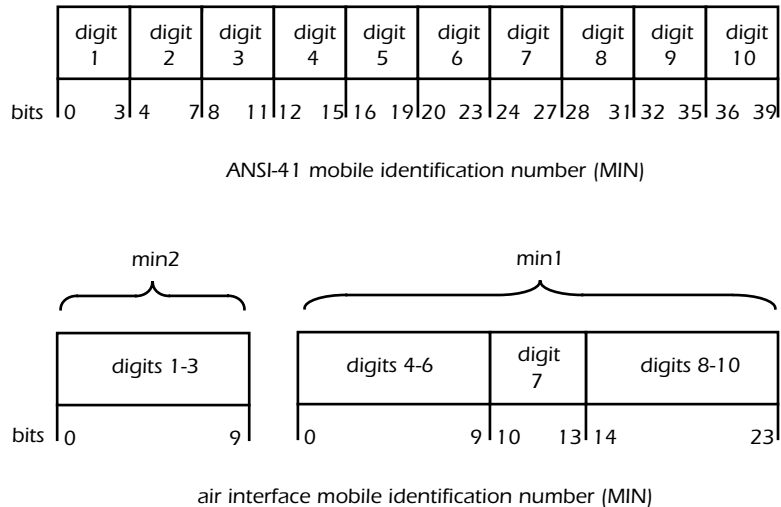 digit 1 digit 2 digit 3 digit 4 digit 5 digit 6 digit 7 digit 8 digit 9 digit 10
bits 0 3 4 7 8 11 12 15 16 19 20 23 24 27 28 31 32 35 36 39
ANSI-41 mobile identification number (MIN)
min2 min1
digits 1-3 digits 4-6 digit 7 digits 8-10
bits 0 9 0 9 10 13 14 23
air interface mobile identification number (MIN)